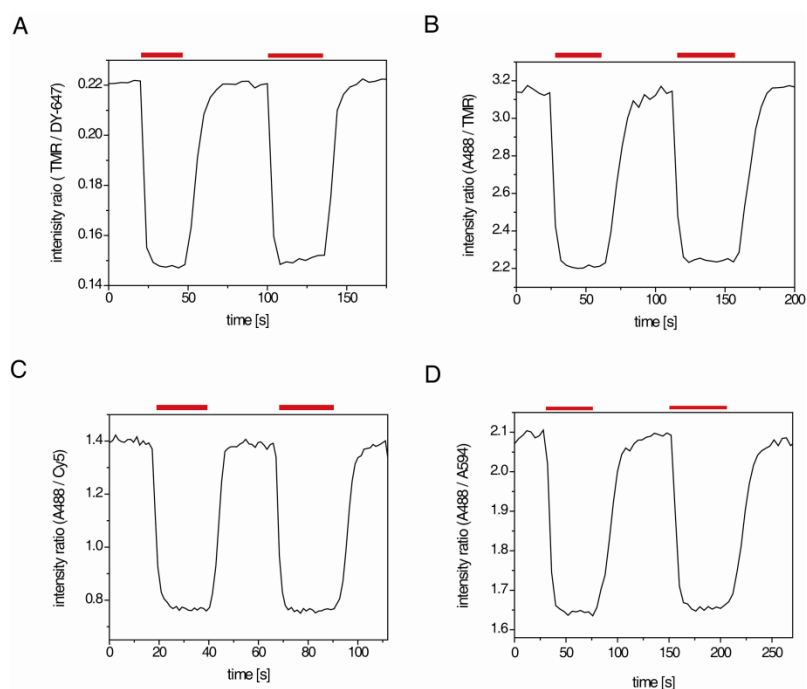 A
intenisity raio ( TMR / DY-647)
0.22
0.20
0.18
0.16
0.14
0 50 100 150
time [s]
B
intensity ratio (A488 / TMR)
3.2
3.0
2.8
2.6
2.4
2.2
2.0
0 50 100 150 200
time [s]
C
intensity ratio (A488 / Cy5)
1.4
1.2
1.0
0.8
0 20 40 60 80 100
time [s]
D
intensity ratio (A488 / A594)
2.1
2.0
1.9
1.8
1.7
1.6
0 50 100 150 200 250
time [s]